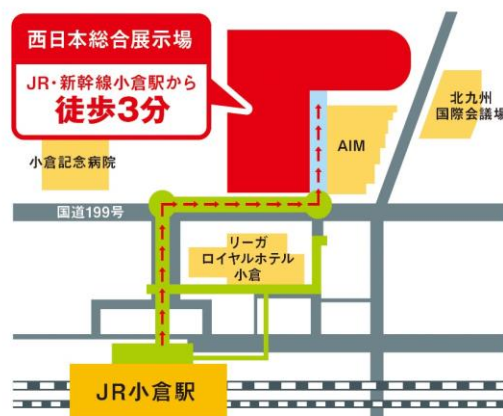 西日本総合展示場
JR・新幹線小倉駅から
徒歩3分
北九州
国際会議場
AIM
小倉記念病院
国道199号
リーガ
ロイヤルホテル
小倉
JR小倉駅